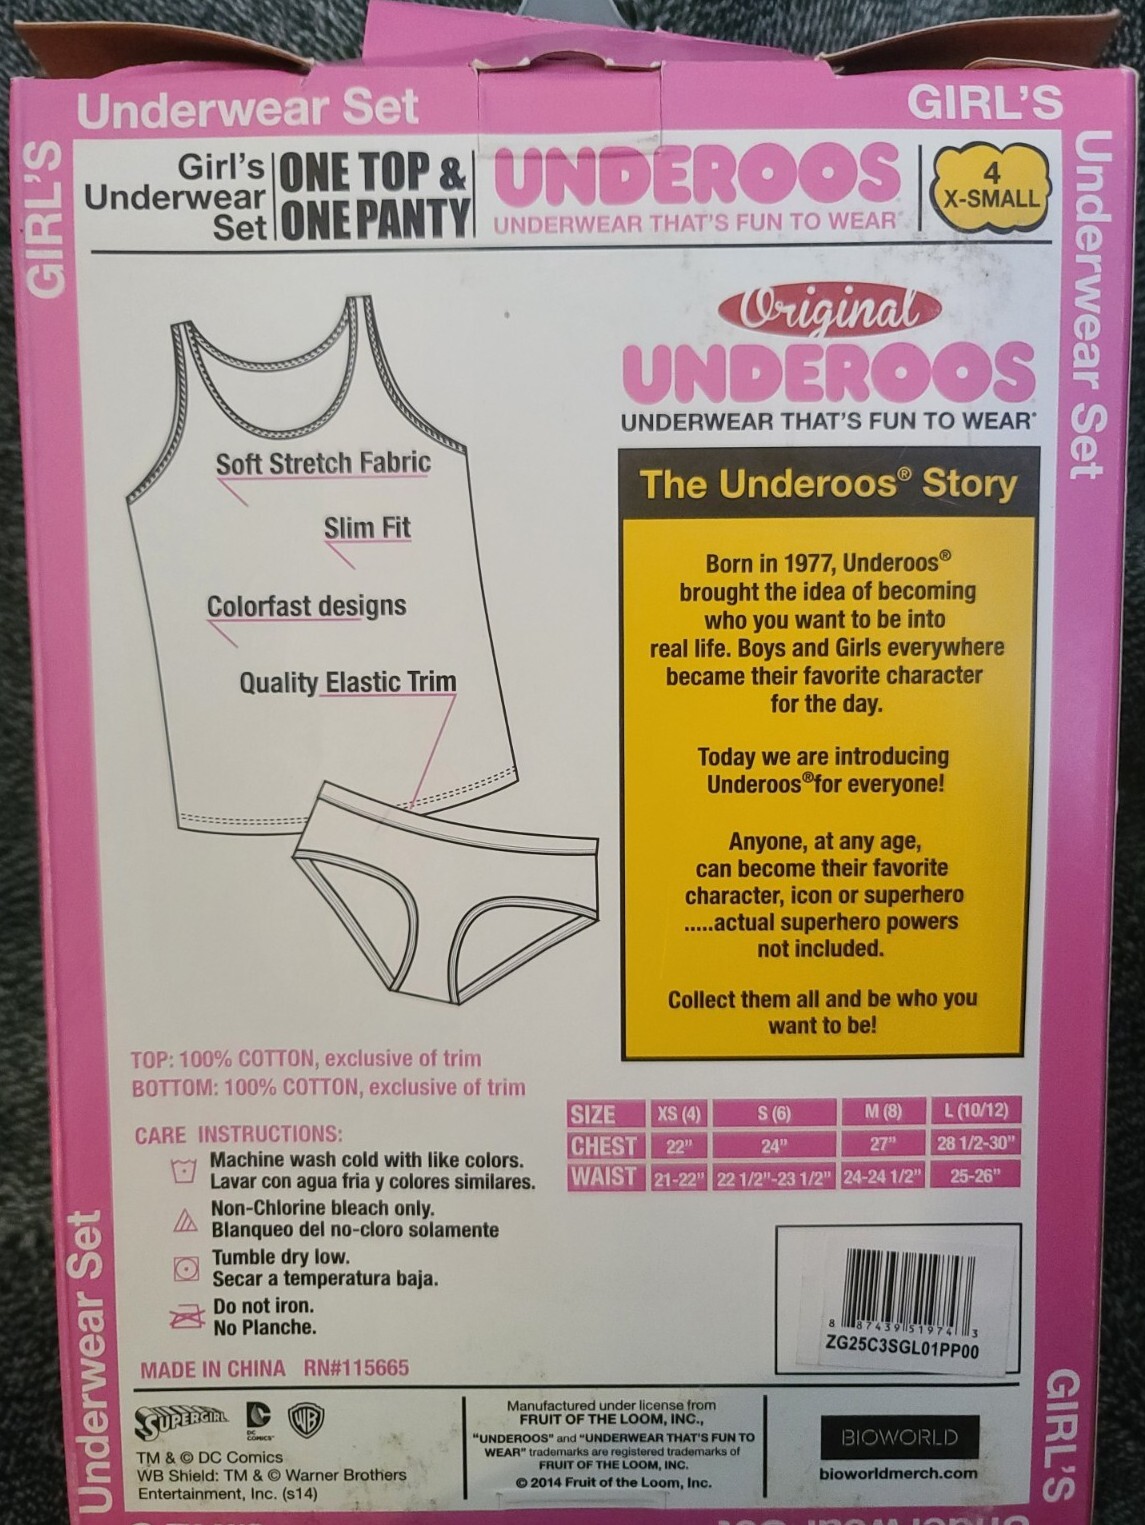 Underwear Set
GIRL'S
GIRL'S
Underwear Set
Girl's
Underwear
Set
ONE TOP &
ONE PANTY
UNDEROOS
UNDERWEAR THAT'S FUN TO WEAR
4
X-SMALL
Original
UNDEROOS
UNDERWEAR THAT'S FUN TO WEAR®
Soft Stretch Fabric
Slim Fit
Colorfast designs
Quality Elastic Trim
The Underoos® Story
Born in 1977, Underoos®
brought the idea of becoming
who you want to be into
real life. Boys and Girls everywhere
became their favorite character
for the day.
Today we are introducing
Underoos®for everyone!
Anyone, at any age,
can become their favorite
character, icon or superhero
.....actual superhero powers
not included.
Collect them all and be who you
want to be!
TOP: 100% COTTON, exclusive of trim
BOTTOM: 100% COTTON, exclusive of trim
CARE INSTRUCTIONS:
Machine wash cold with like colors.
Lavar con agua fria y colores similares.
Non-Chlorine bleach only.
Blanqueo del no-cloro solamente
Tumble dry low.
Secar a temperatura baja.
Do not iron.
No Planche.
MADE IN CHINA RN#115665
SIZE XS (4) S (6) M (8) L (10/12)
CHEST 22" 24" 27" 28 1/2-30"
WAIST 21-22" 22 1/2"-23 1/2" 24-24 1/2" 25-26"
8 87439 51974 3
ZG25C3SGL01PP00
Underwear Set
GIRL'S
SUPERGIRL
DC
COMICS
WB
TM & © DC Comics
WB Shield: TM & © Warner Brothers
Entertainment, Inc. (s14)
Manufactured under license from
FRUIT OF THE LOOM, INC.,
"UNDEROOS" and "UNDERWEAR THAT'S FUN TO
WEAR" trademarks are registered trademarks of
FRUIT OF THE LOOM, INC.
© 2014 Fruit of the Loom, Inc.
BIOWORLD
bioworldmerch.com